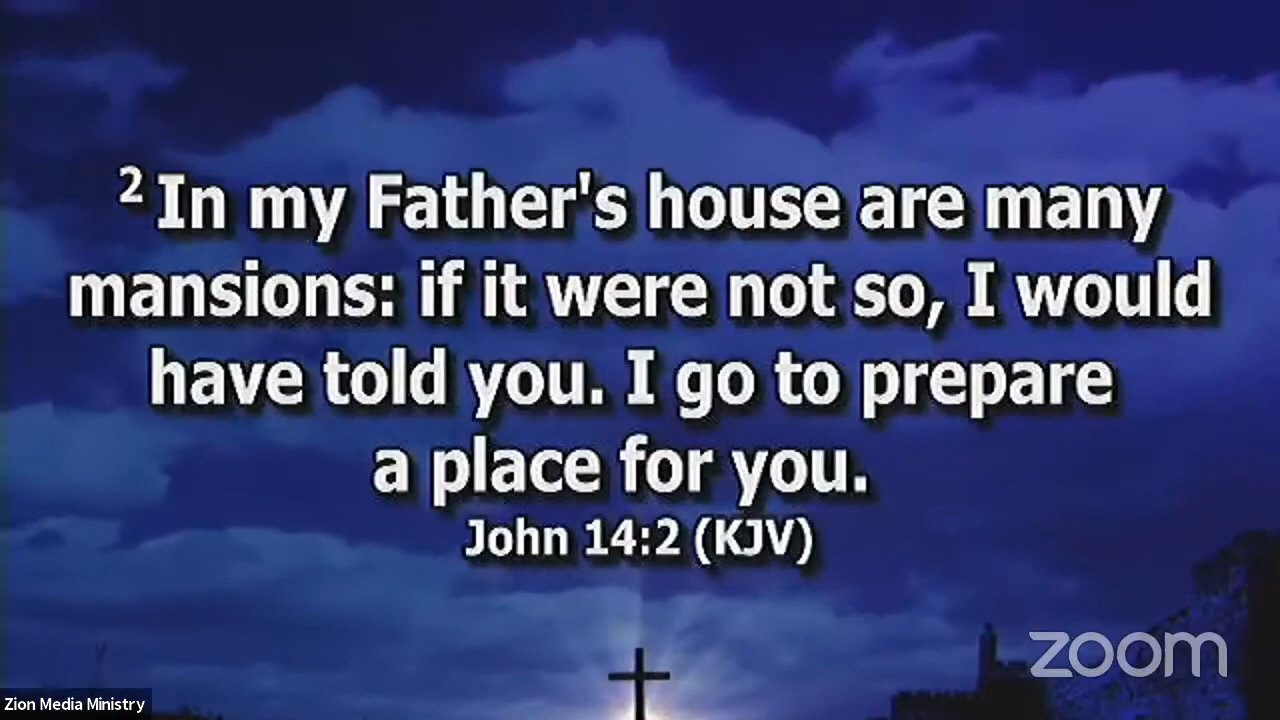 2 In my Father's house are many
mansions: if it were not so, I would
have told you. I go to prepare
a place for you.
John 14:2 (KJV)
zoom
Zion Media Ministry